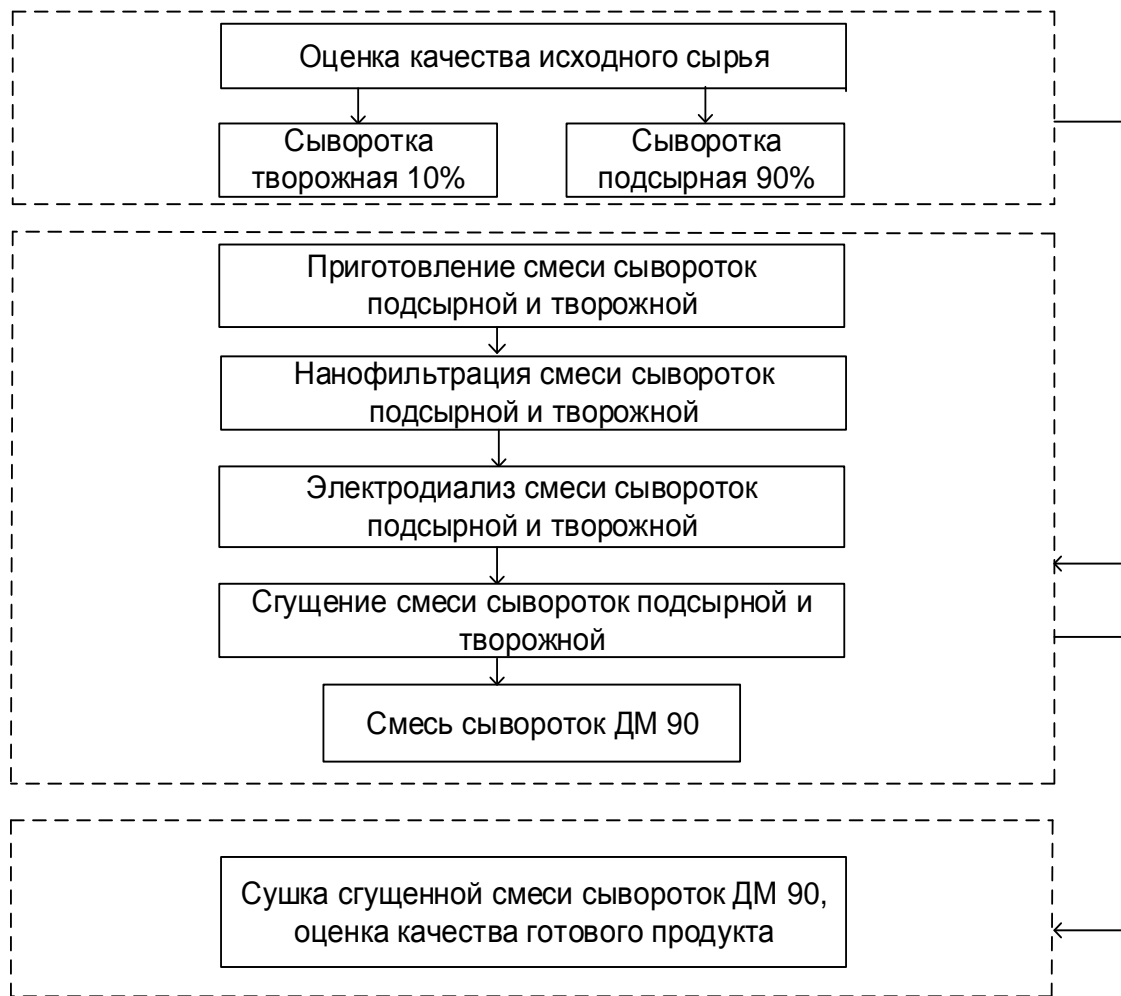 Оценка качества исходного сырья
Сыворотка
творожная 10%
Сыворотка
подсырная 90%
Приготовление смеси сывороток
подсырной и творожной
Нанофильтрация смеси сывороток
подсырной и творожной
Электродиализ смеси сывороток
подсырной и творожной
Сгущение смеси сывороток подсырной и
творожной
Смесь сывороток ДМ 90
Сушка сгущенной смеси сывороток ДМ 90,
оценка качества готового продукта